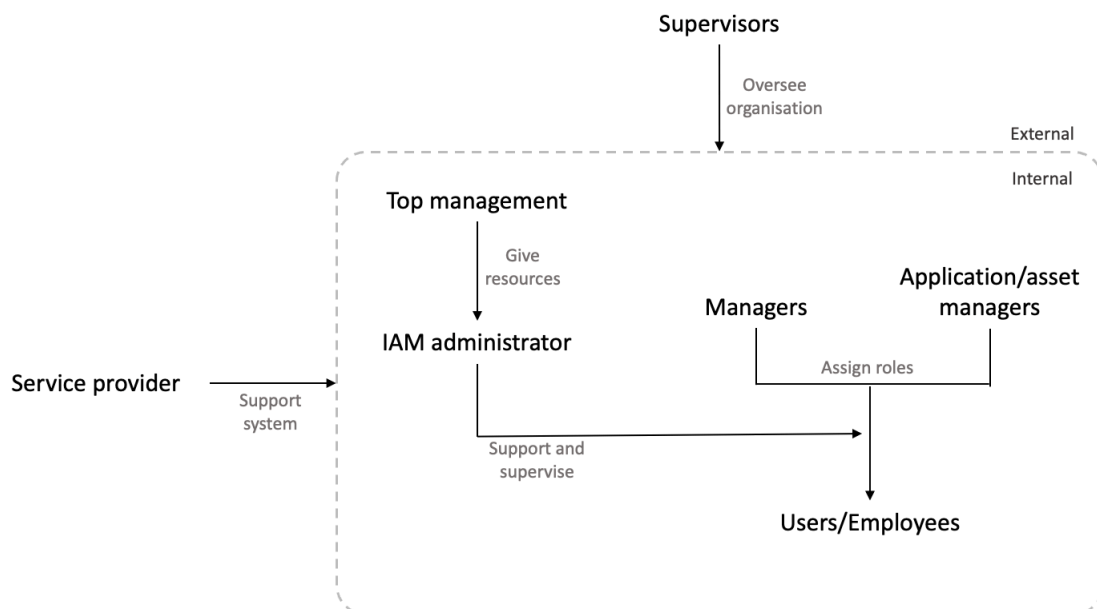 Supervisors
Oversee
organisation
External
Internal
Top management
Give
resources
Application/asset
managers
Managers
IAM administrator
Assign roles
Service provider
Support
system
Support and
supervise
Users/Employees